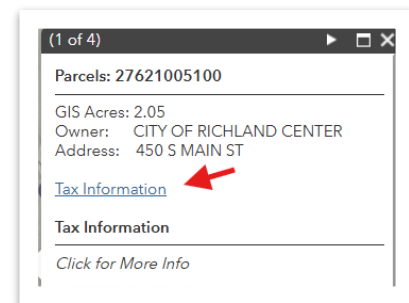 (1 of 4)
Parcels: 27621005100
GIS Acres: 2.05
Owner: CITY OF RICHLAND CENTER
Address: 450 S MAIN ST
Tax Information
Tax Information
Click for More Info